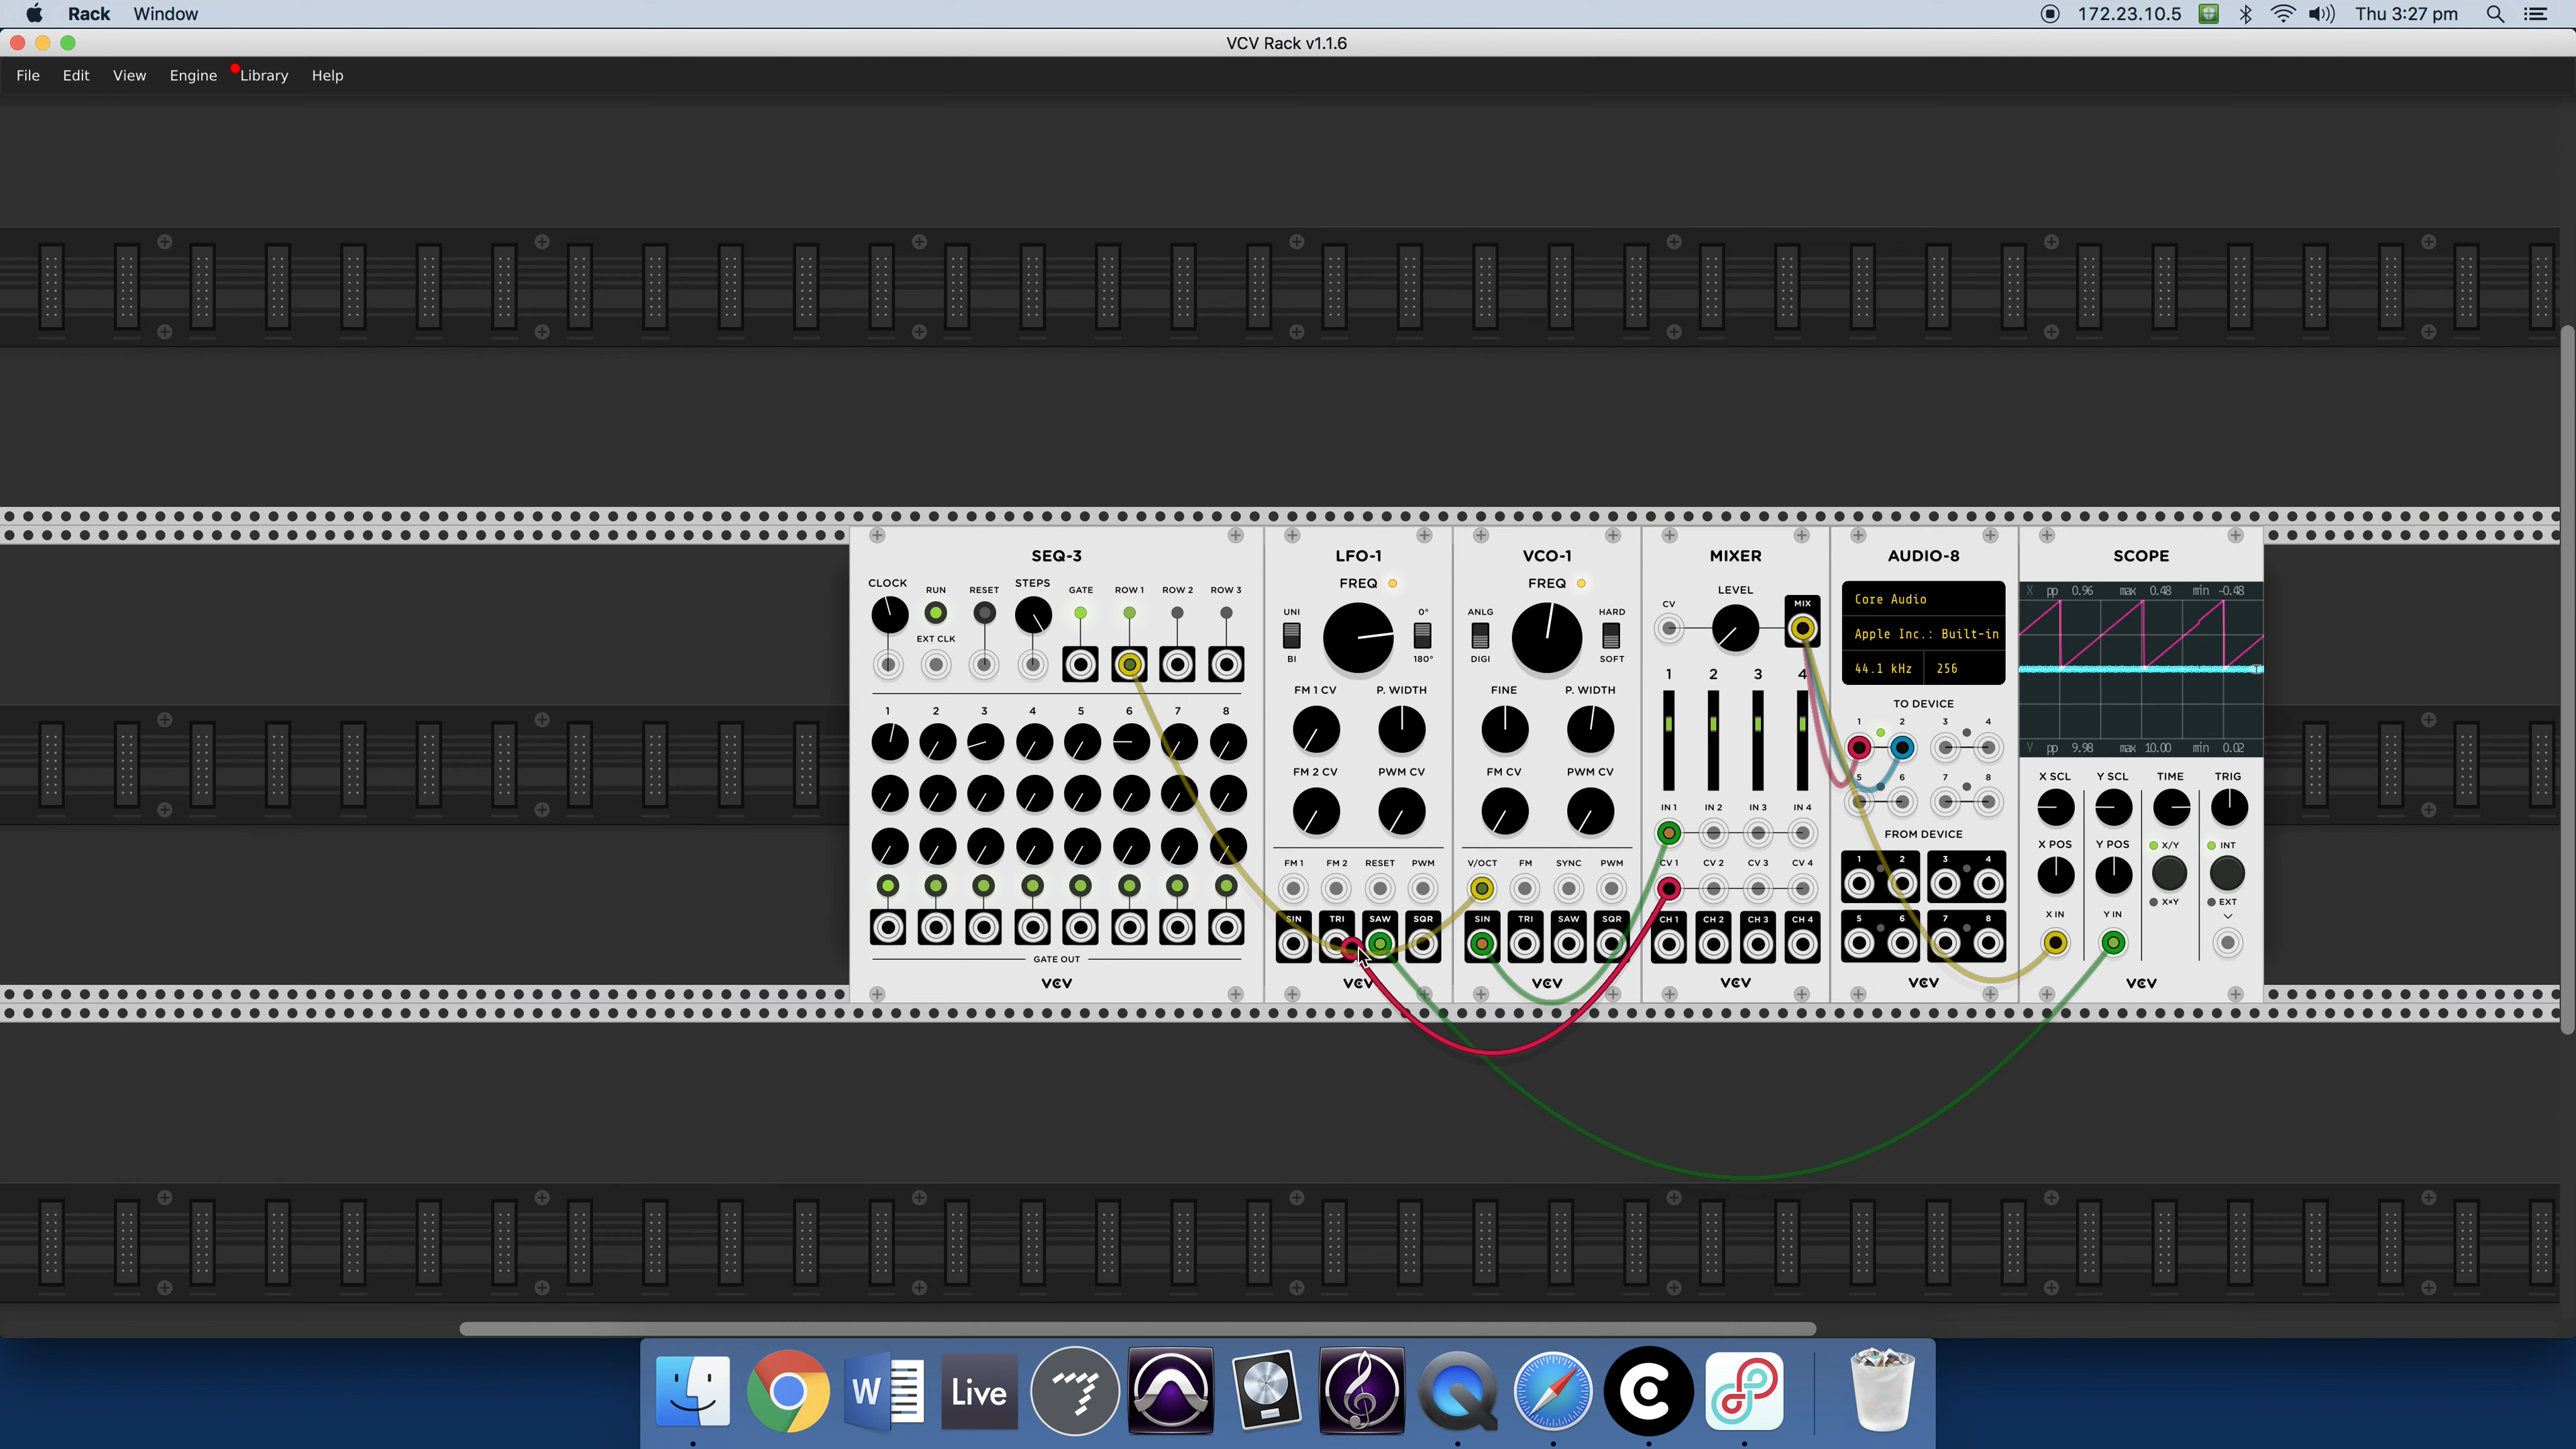 Rack Window 172.23.10.5 Thu 3:27 pm
VCV Rack v1.1.6
File Edit View Engine Library Help
SEQ-3
CLOCK RUN RESET STEPS GATE ROW 1 ROW 2 ROW 3
EXT CLK
1 2 3 4 5 6 7 8
GATE OUT
VCV
LFO-1
FREQ
UNI 0°
BI 180°
FM 1 CV P. WIDTH
FM 2 CV PWM CV
FM 1 FM 2 RESET PWM
SIN TRI SAW SQR
VCV
VCO-1
FREQ
ANLG HARD
DIGI SOFT
FINE P. WIDTH
FM CV PWM CV
V/OCT FM SYNC PWM
SIN TRI SAW SQR
VCV
MIXER
LEVEL
CV MIX
1 2 3 4
IN 1 IN 2 IN 3 IN 4
CV 1 CV 2 CV 3 CV 4
CH 1 CH 2 CH 3 CH 4
VCV
AUDIO-8
Core Audio
Apple Inc.: Built-in
44.1 kHz 256
TO DEVICE
1 2 3 4
5 6 7 8
FROM DEVICE
1 2 3 4
5 6 7 8
VCV
SCOPE
X pp 0.96 max 0.48 min -0.48
Y pp 9.98 max 10.00 min 0.02
X SCL Y SCL TIME TRIG
X POS Y POS X/Y INT
X×Y EXT
X IN Y IN
VCV
W Live